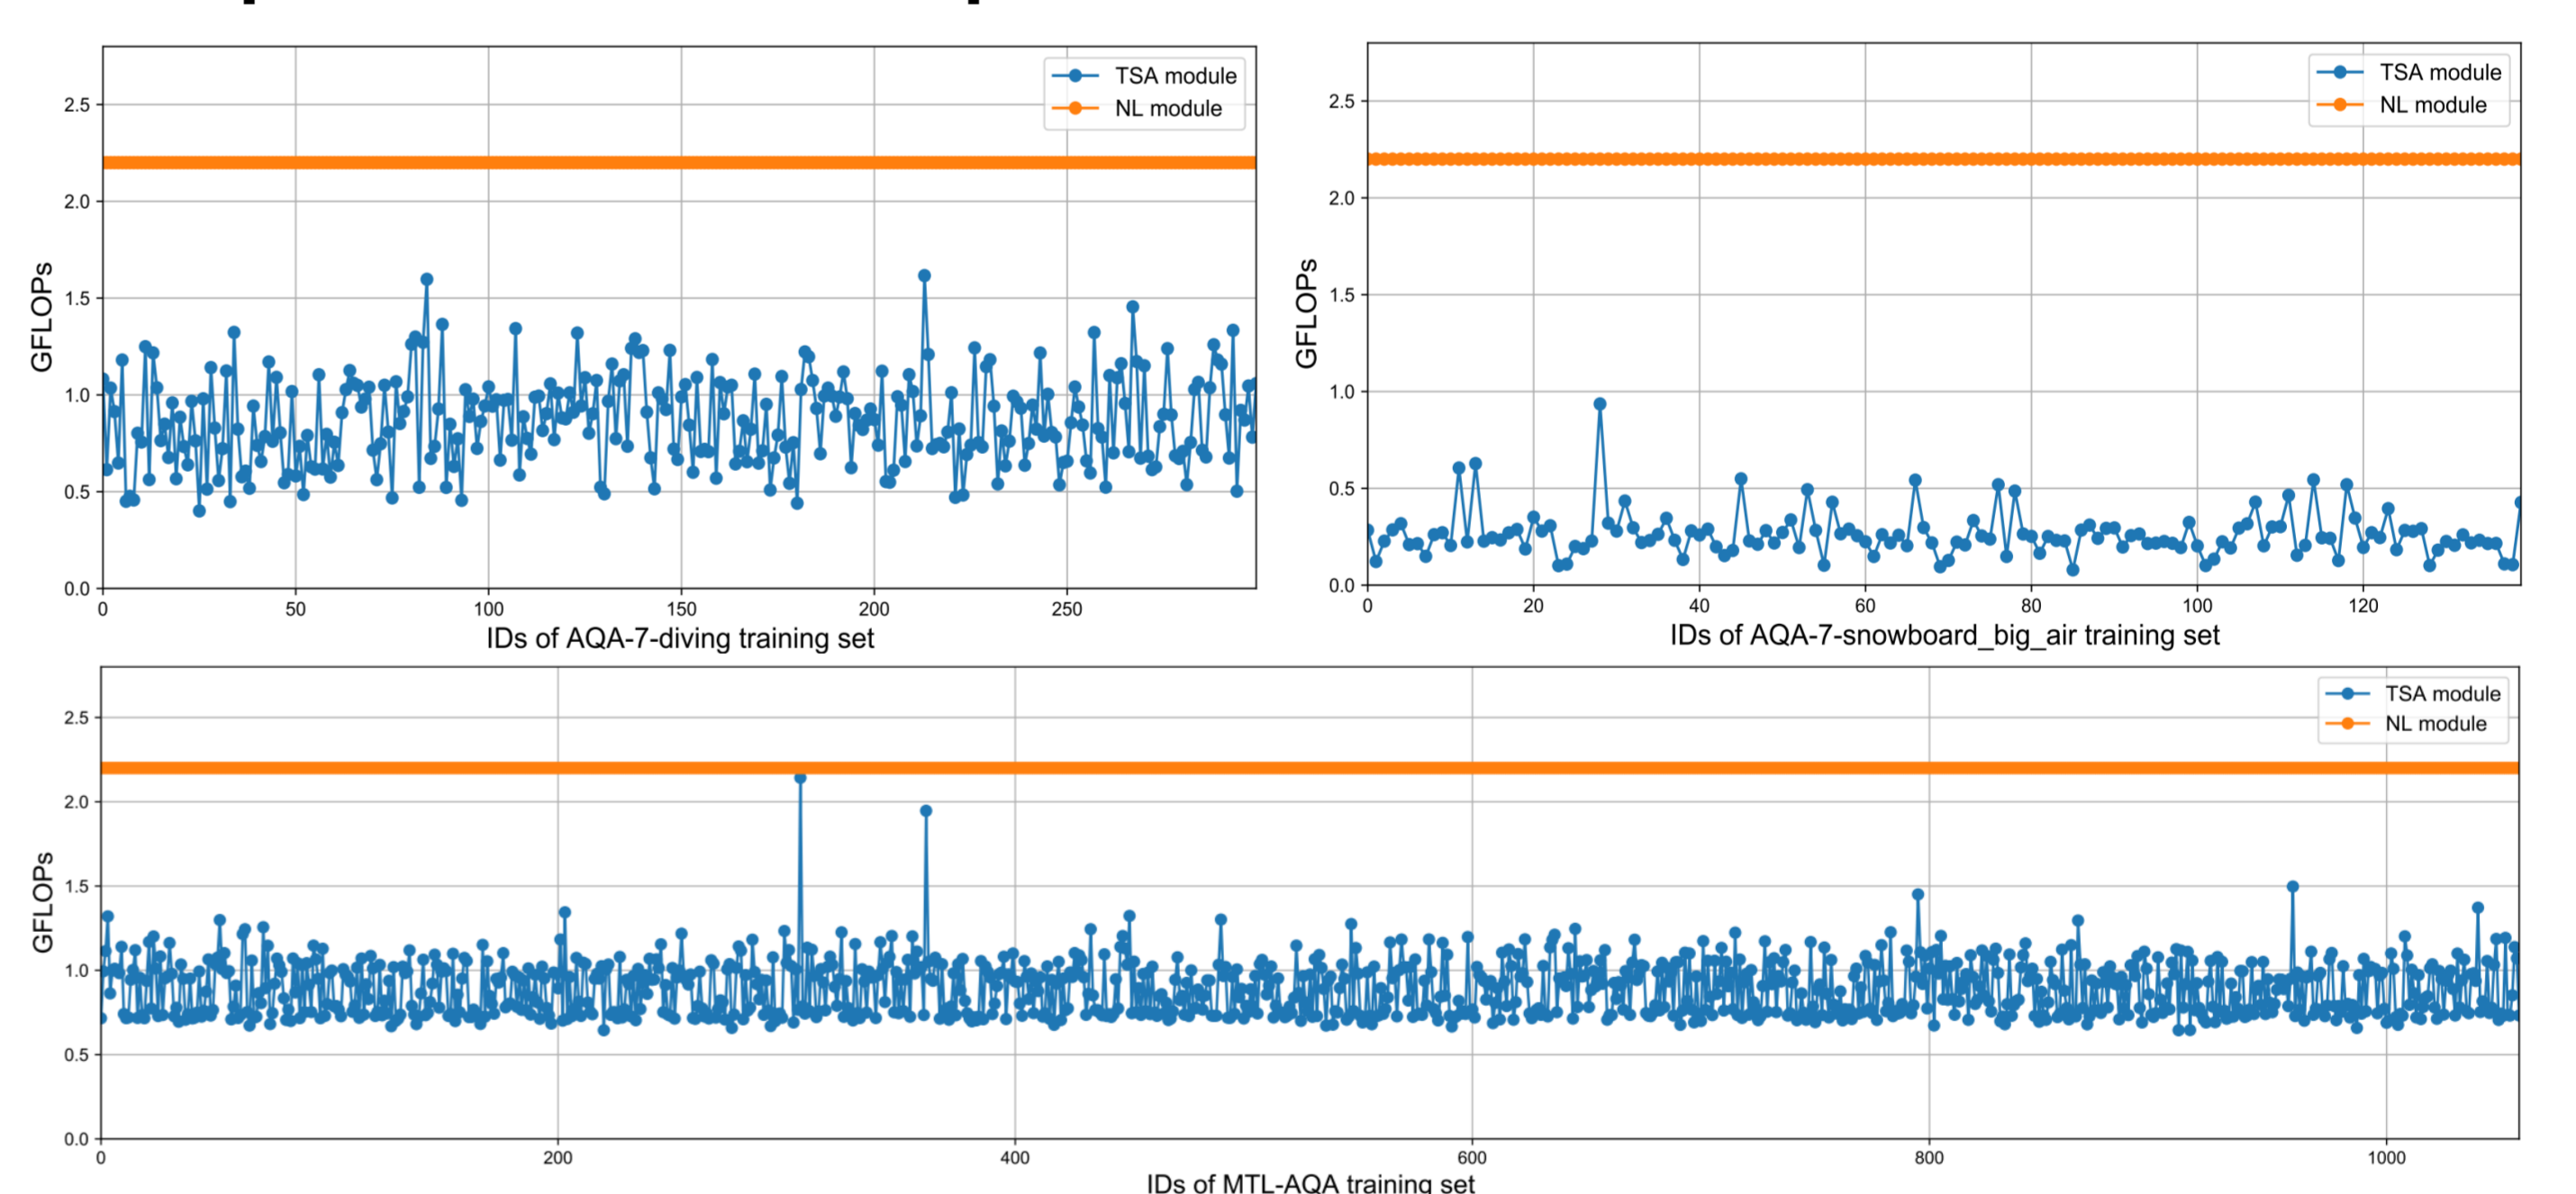 TSA module
NL module
2.5
2.0
1.5
1.0
0.5
0.0
GFLOPs
0 50 100 150 200 250
IDs of AQA-7-diving training set
TSA module
NL module
2.5
2.0
1.5
1.0
0.5
0.0
GFLOPs
0 20 40 60 80 100 120
IDs of AQA-7-snowboard_big_air training set
TSA module
NL module
2.5
2.0
1.5
1.0
0.5
0.0
GFLOPs
0 200 400 600 800 1000
IDs of MTL-AQA training set